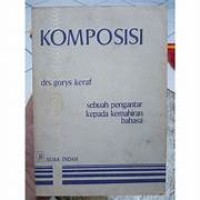 KOMPOSISI
drs. gorys keraf
sebuah pengantar
kepada kemahiran
bahasa
NUSA INDAH